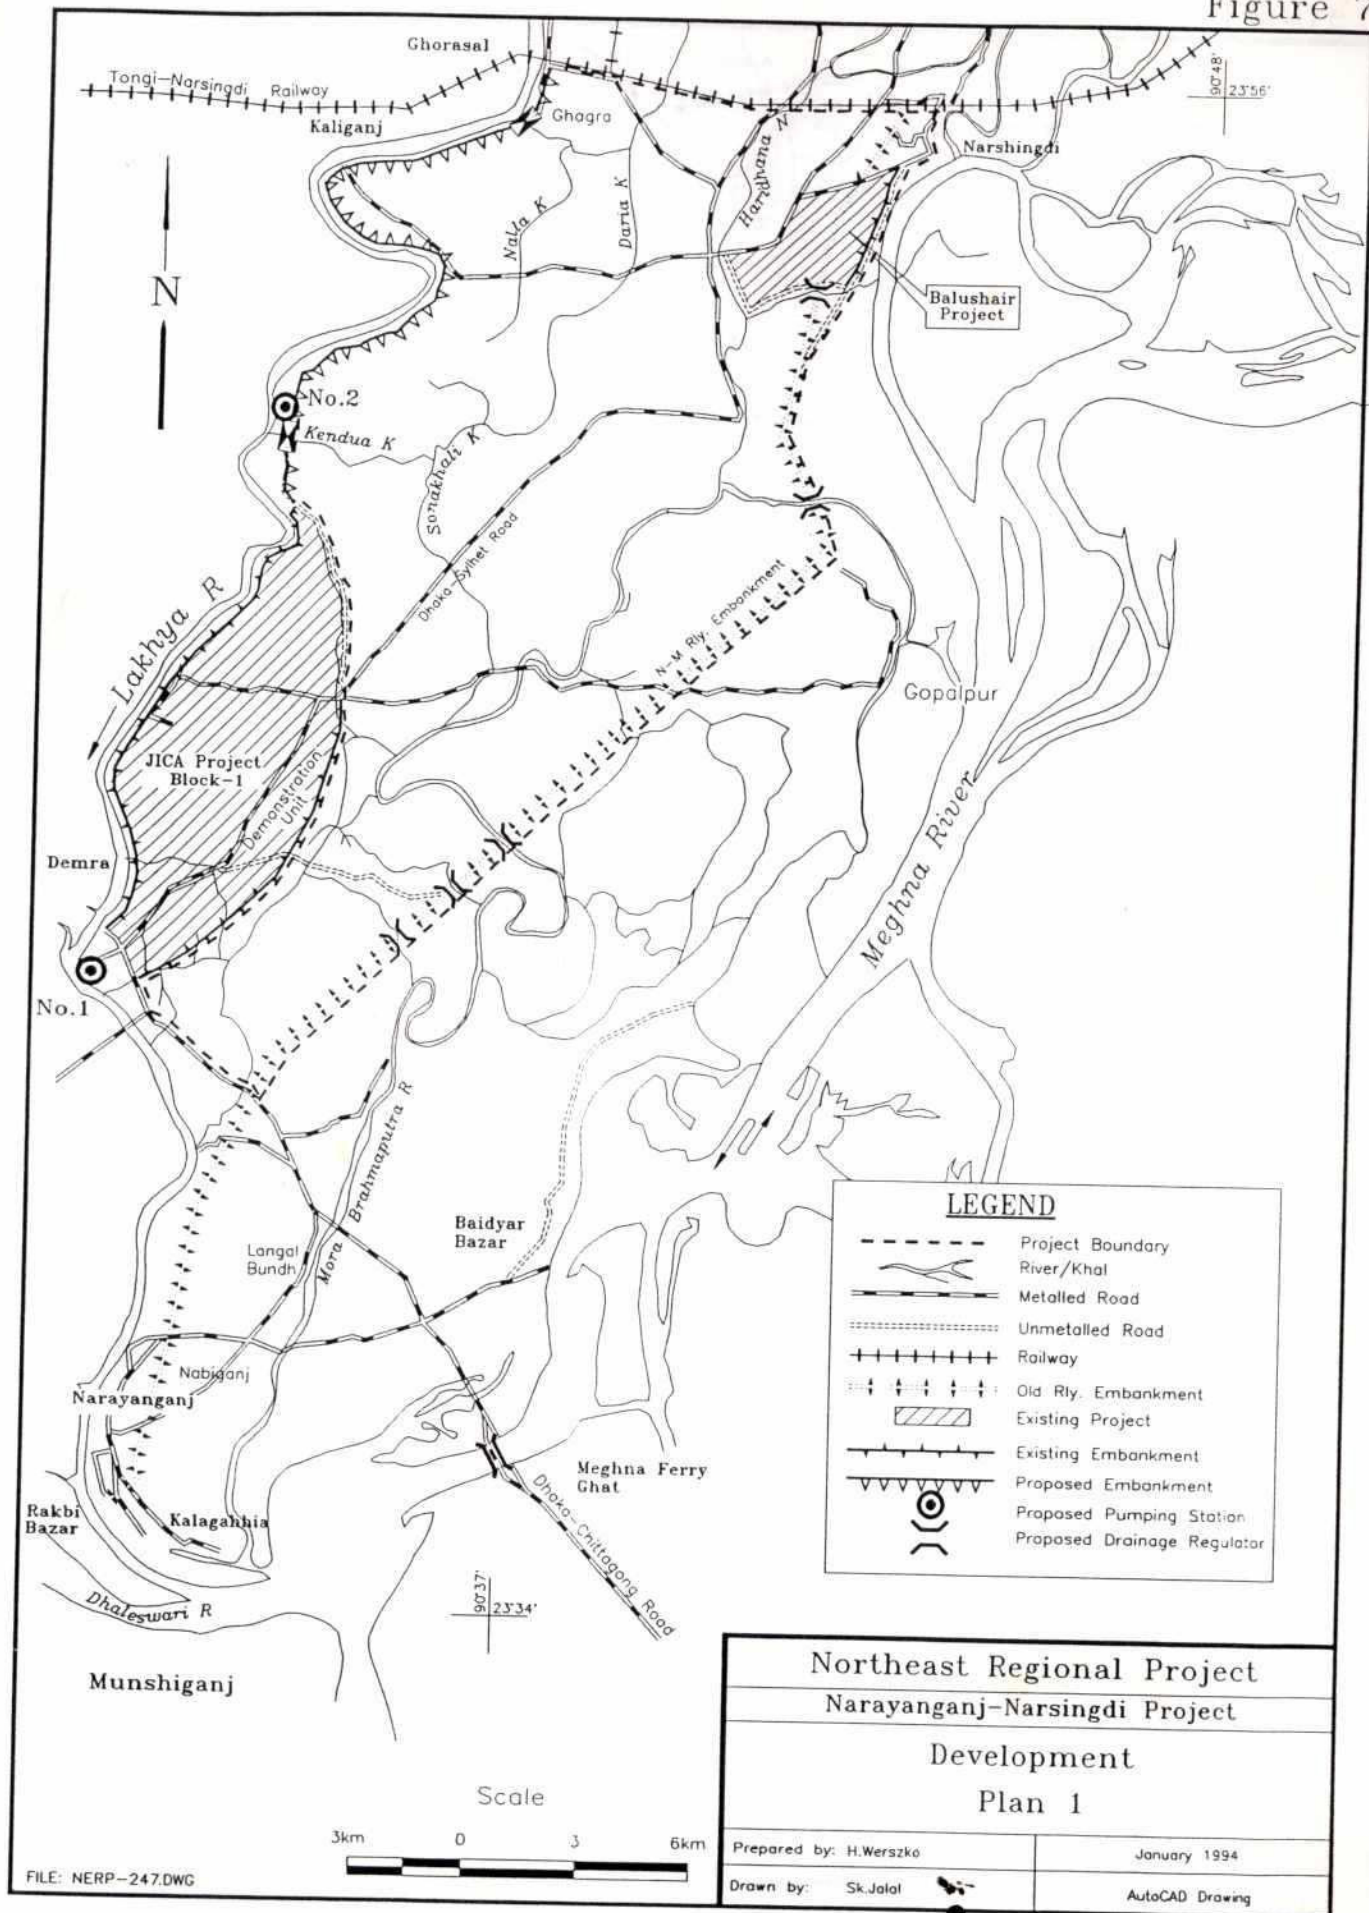 Figure 7
Ghorasal
90°48'
23°56'
Tongi-Narsingdi Railway
Kaliganj
Ghagra
Haridhana N
Narshingdi
Nalla K
Daria K
N
Balushair
Project
No.2
Kendua K
Sonakhali K
Dhaka-Sylhet Road
N-M Rly. Embankment
Lakhya R
Gopalpur
JICA Project
Block-1
Demonstration
Unit
Demra
Meghna River
No.1
Mora Brahmaputra R
Baidyar
Bazar
Langal
Bundh
Nabiganj
Narayanganj
Meghna Ferry
Ghat
Rakbi
Bazar
Kalagahhia
Dhaka-Chittagong Road
Dhaleswari R
90°37'
23°34'
Munshiganj
LEGEND
Project Boundary
River/Khal
Metalled Road
Unmetalled Road
Railway
Old Rly. Embankment
Existing Project
Existing Embankment
Proposed Embankment
Proposed Pumping Station
Proposed Drainage Regulator
Scale
3km 0 3 6km
FILE: NERP-247.DWG
Northeast Regional Project
Narayanganj-Narsingdi Project
Development
Plan 1
Prepared by: H.Werszko
January 1994
Drawn by: Sk.Jalal
AutoCAD Drawing